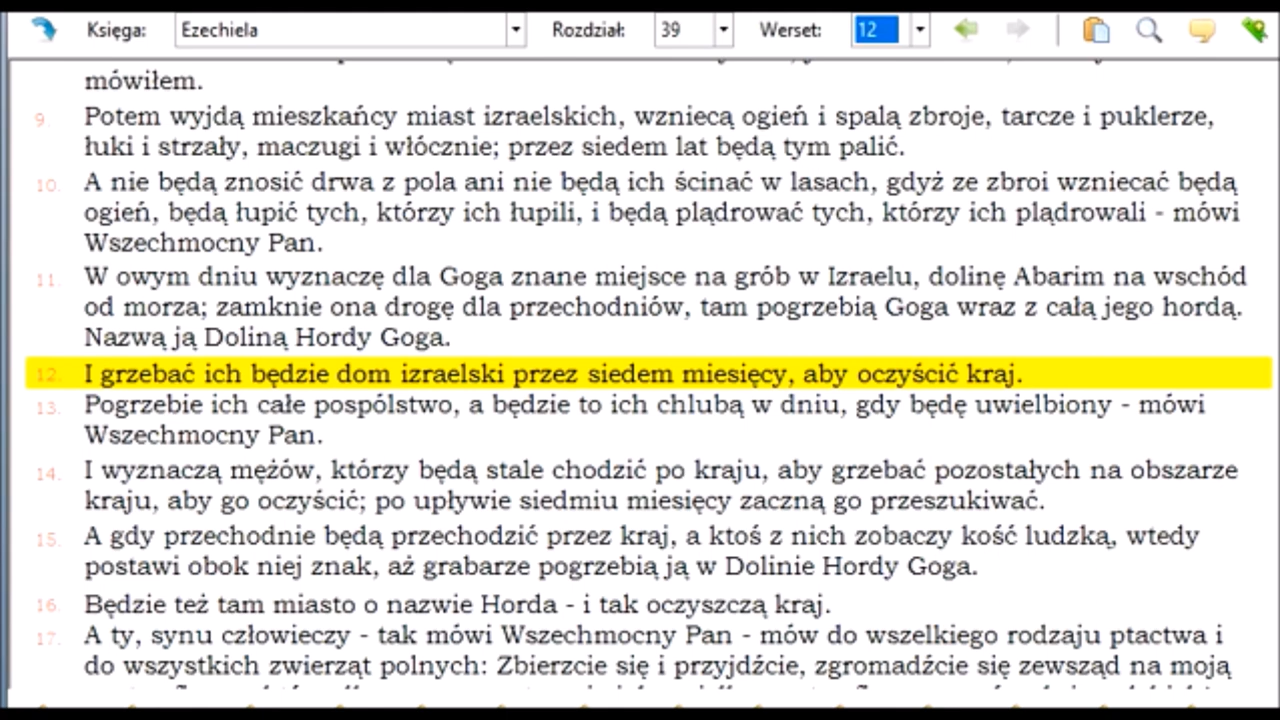 Księga: Ezechiela Rozdział: 39 Werset: 12
mówiłem.
9. Potem wyjdą mieszkańcy miast izraelskich, wzniecą ogień i spalą zbroje, tarcze i puklerze,
łuki i strzały, maczugi i włócznie; przez siedem lat będą tym palić.
10. A nie będą znosić drwa z pola ani nie będą ich ścinać w lasach, gdyż ze zbroi wzniecać będą
ogień, będą łupić tych, którzy ich łupili, i będą plądrować tych, którzy ich plądrowali - mówi
Wszechmocny Pan.
11. W owym dniu wyznaczę dla Goga znane miejsce na grób w Izraelu, dolinę Abarim na wschód
od morza; zamknie ona drogę dla przechodniów, tam pogrzebią Goga wraz z całą jego hordą.
Nazwą ją Doliną Hordy Goga.
12. I grzebać ich będzie dom izraelski przez siedem miesięcy, aby oczyścić kraj.
13. Pogrzebie ich całe pospólstwo, a będzie to ich chlubą w dniu, gdy będę uwielbiony - mówi
Wszechmocny Pan.
14. I wyznaczą mężów, którzy będą stale chodzić po kraju, aby grzebać pozostałych na obszarze
kraju, aby go oczyścić; po upływie siedmiu miesięcy zaczną go przeszukiwać.
15. A gdy przechodnie będą przechodzić przez kraj, a ktoś z nich zobaczy kość ludzką, wtedy
postawi obok niej znak, aż grabarze pogrzebią ją w Dolinie Hordy Goga.
16. Będzie też tam miasto o nazwie Horda - i tak oczyszczą kraj.
17. A ty, synu człowieczy - tak mówi Wszechmocny Pan - mów do wszelkiego rodzaju ptactwa i
do wszystkich zwierząt polnych: Zbierzcie się i przyjdźcie, zgromadźcie się zewsząd na moją